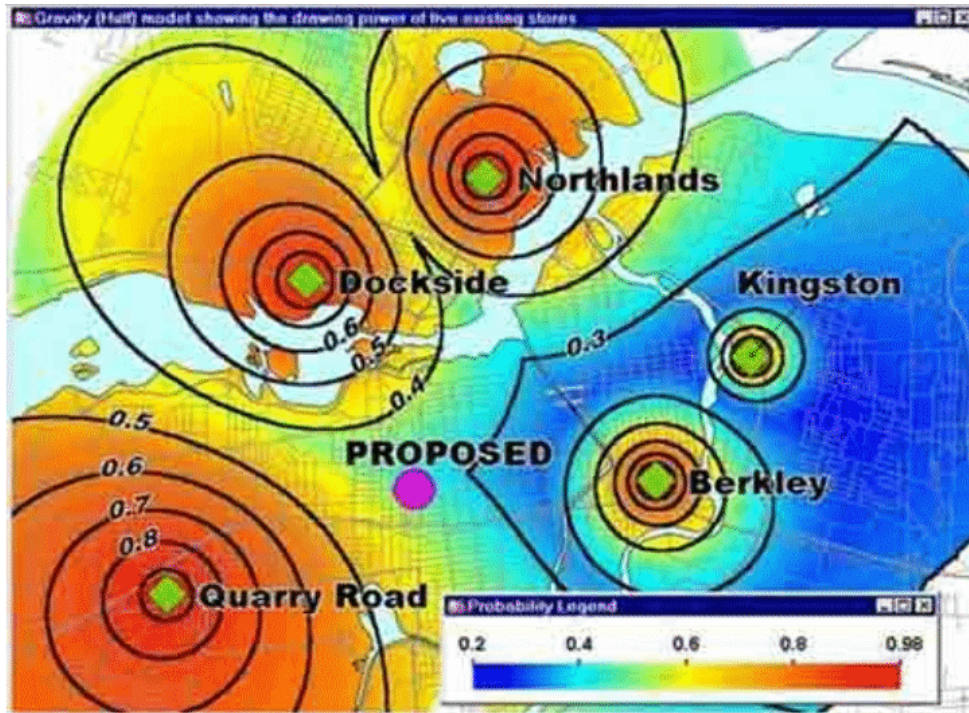 Gravity (Huff) model showing the drawing power of five existing stores
Northlands
Dockside
Kingston
0.6
0.5
0.3
0.4
0.5
PROPOSED
0.6
Berkley
0.7
0.8
Quarry Road
Probability Legend
0.2 0.4 0.6 0.8 0.98